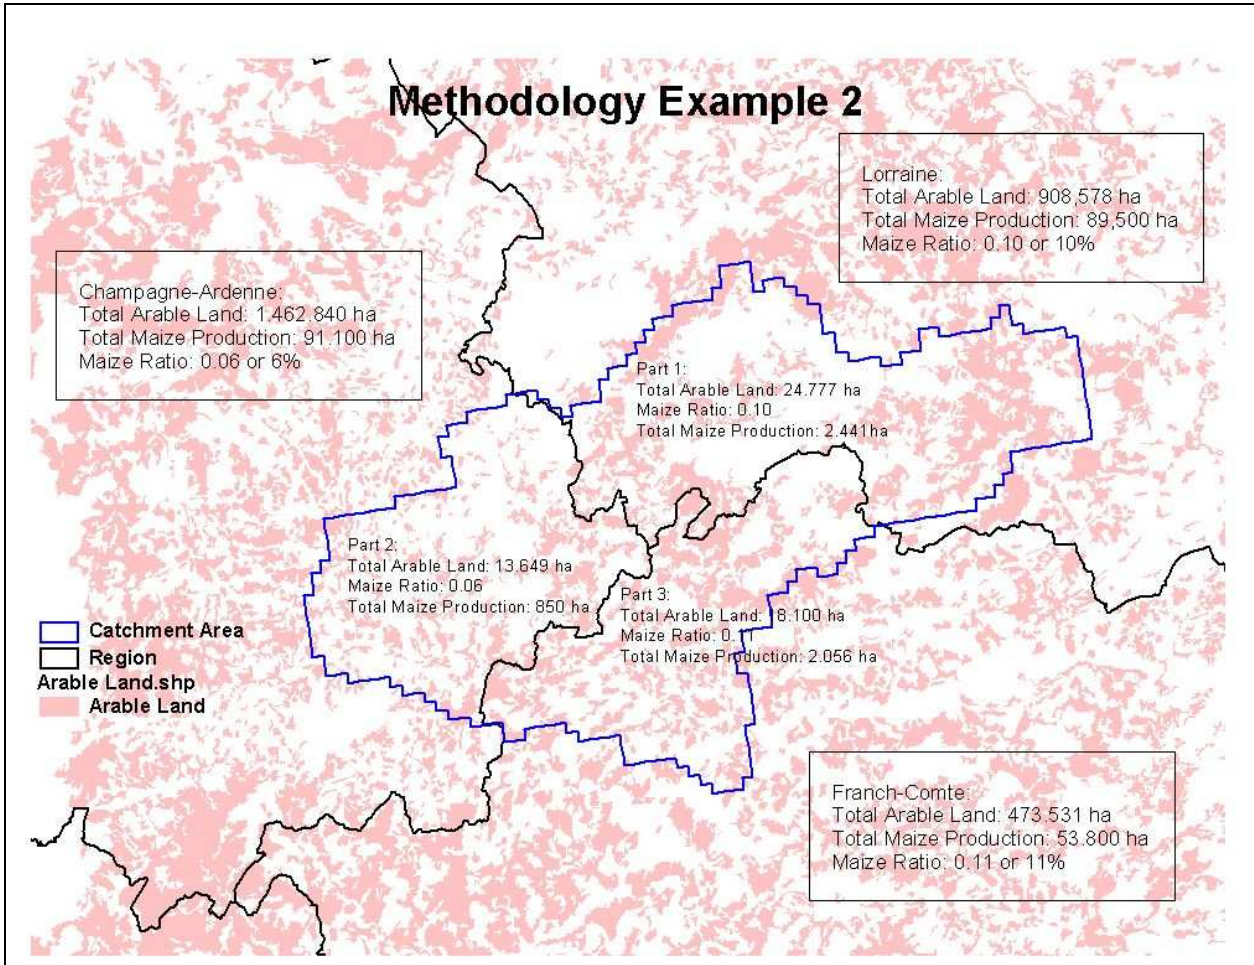 Methodology Example 2
Lorraine:
Total Arable Land: 908,578 ha
Total Maize Production: 89,500 ha
Maize Ratio: 0.10 or 10%
Champagne-Ardenne:
Total Arable Land: 1.462.840 ha
Total Maize Production: 91.100 ha
Maize Ratio: 0.06 or 6%
Part 1:
Total Arable Land: 24.777 ha
Maize Ratio: 0.10
Total Maize Production: 2.441 ha
Part 2:
Total Arable Land: 13.649 ha
Maize Ratio: 0.06
Total Maize Production: 850 ha
Part 3:
Total Arable Land: 18.100 ha
Maize Ratio: 0.11
Total Maize Production: 2.056 ha
Catchment Area
Region
Arable Land.shp
Arable Land
Franch-Comte:
Total Arable Land: 473.531 ha
Total Maize Production: 53.800 ha
Maize Ratio: 0.11 or 11%